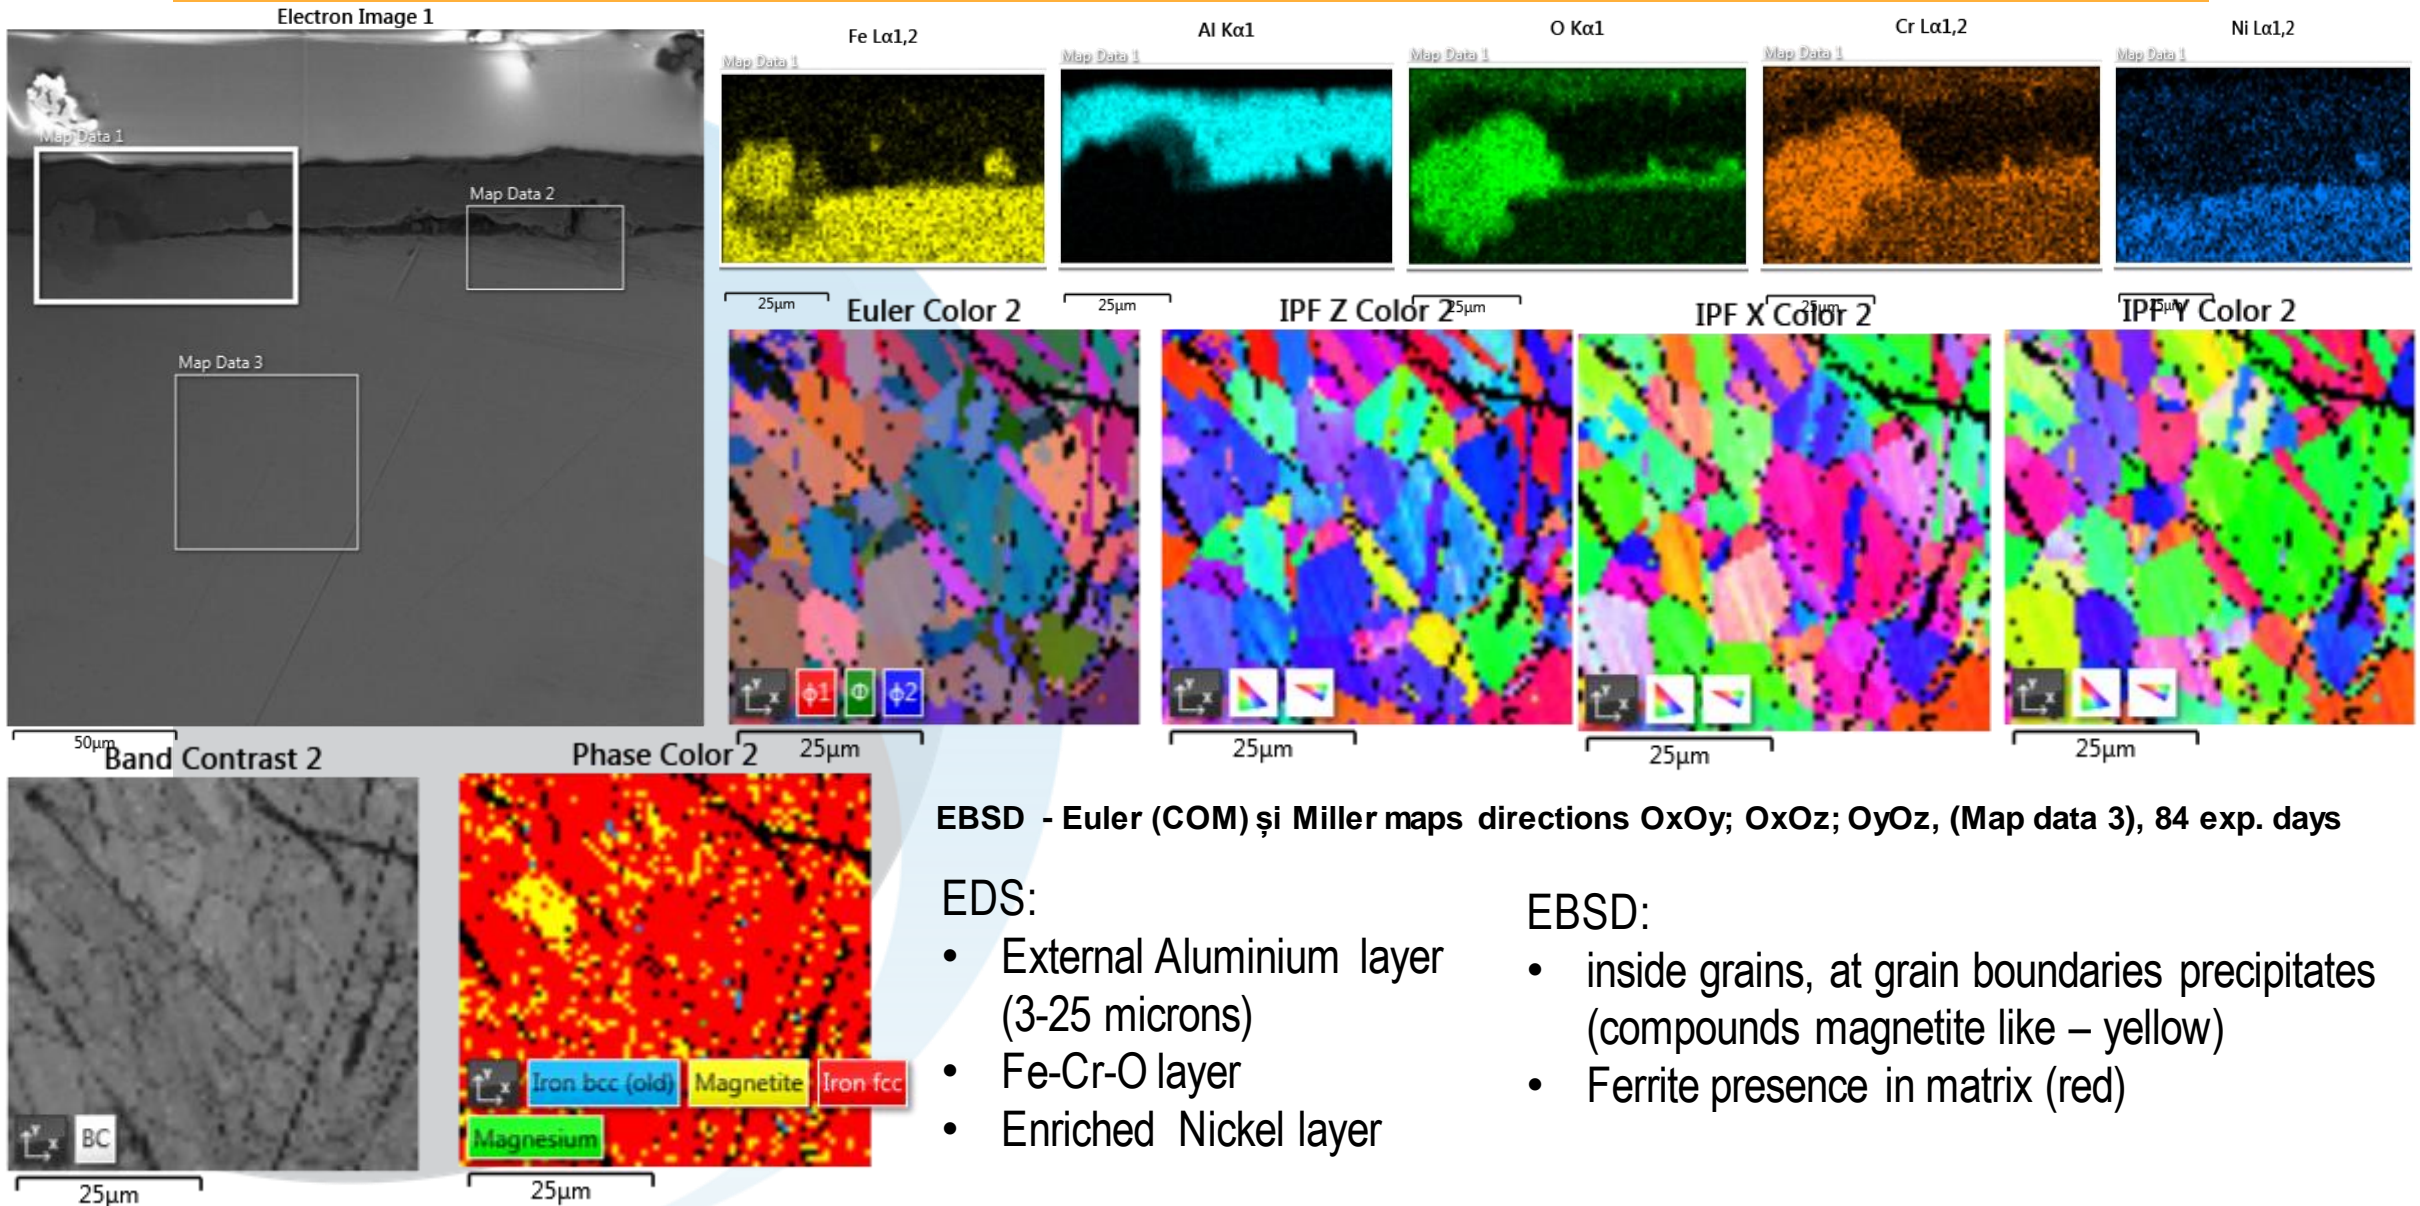 Electron Image 1
Map Data 1
Map Data 2
Map Data 3
50µm
Fe Lα1,2
Map Data 1
25µm
Al Kα1
Map Data 1
25µm
O Kα1
Map Data 1
25µm
Cr Lα1,2
Map Data 1
25µm
Ni Lα1,2
Map Data 1
25µm
Euler Color 2
ϕ1 Φ ϕ2
Y
X
25µm
IPF Z Color 2
Y
X
25µm
IPF X Color 2
Y
X
25µm
IPF Y Color 2
Y
X
25µm
Band Contrast 2
Y
X
BC
25µm
Phase Color 2
Y
X
Iron bcc (old) Magnetite Iron fcc
Magnesium
25µm
EBSD - Euler (COM) și Miller maps directions OxOy; OxOz; OyOz, (Map data 3), 84 exp. days
EDS:
• External Aluminium layer
(3-25 microns)
• Fe-Cr-O layer
• Enriched Nickel layer
EBSD:
• inside grains, at grain boundaries precipitates
(compounds magnetite like – yellow)
• Ferrite presence in matrix (red)